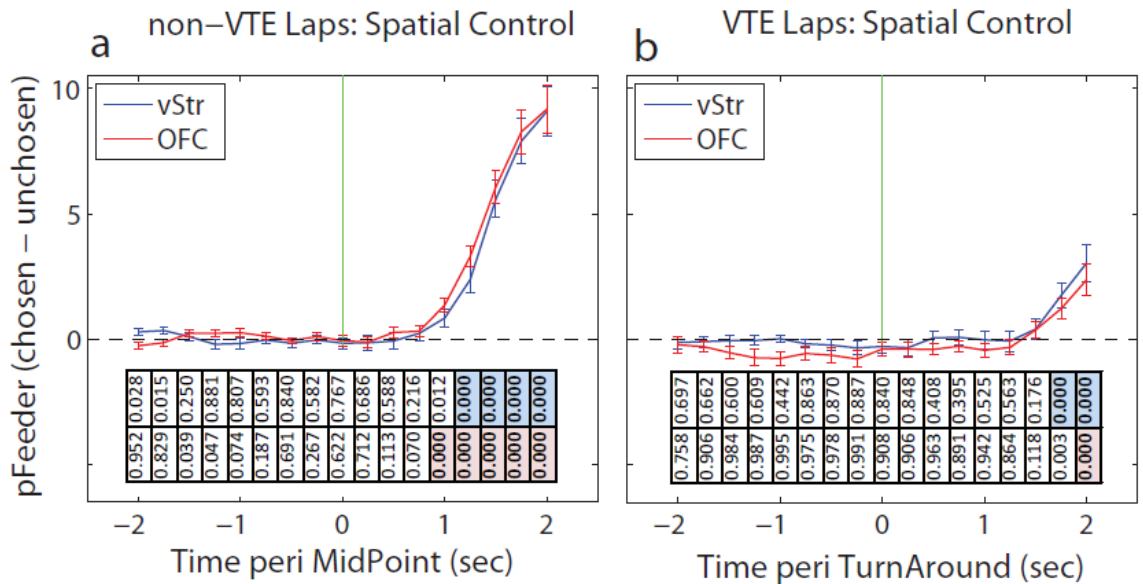 a
non−VTE Laps: Spatial Control
b
VTE Laps: Spatial Control
pFeeder (chosen − unchosen)
10
5
0
vStr
OFC
vStr
OFC
0.028 0.015 0.250 0.881 0.807 0.593 0.840 0.582 0.767 0.686 0.588 0.216 0.012 0.000 0.000 0.000 0.000
0.952 0.829 0.039 0.047 0.074 0.187 0.691 0.267 0.622 0.712 0.113 0.070 0.000 0.000 0.000 0.000 0.000
0.697 0.662 0.600 0.609 0.442 0.863 0.870 0.887 0.840 0.848 0.408 0.395 0.525 0.563 0.176 0.000 0.000
0.758 0.906 0.984 0.987 0.995 0.975 0.978 0.991 0.908 0.906 0.963 0.891 0.942 0.864 0.118 0.003 0.000
−2 −1 0 1 2
−2 −1 0 1 2
Time peri MidPoint (sec)
Time peri TurnAround (sec)